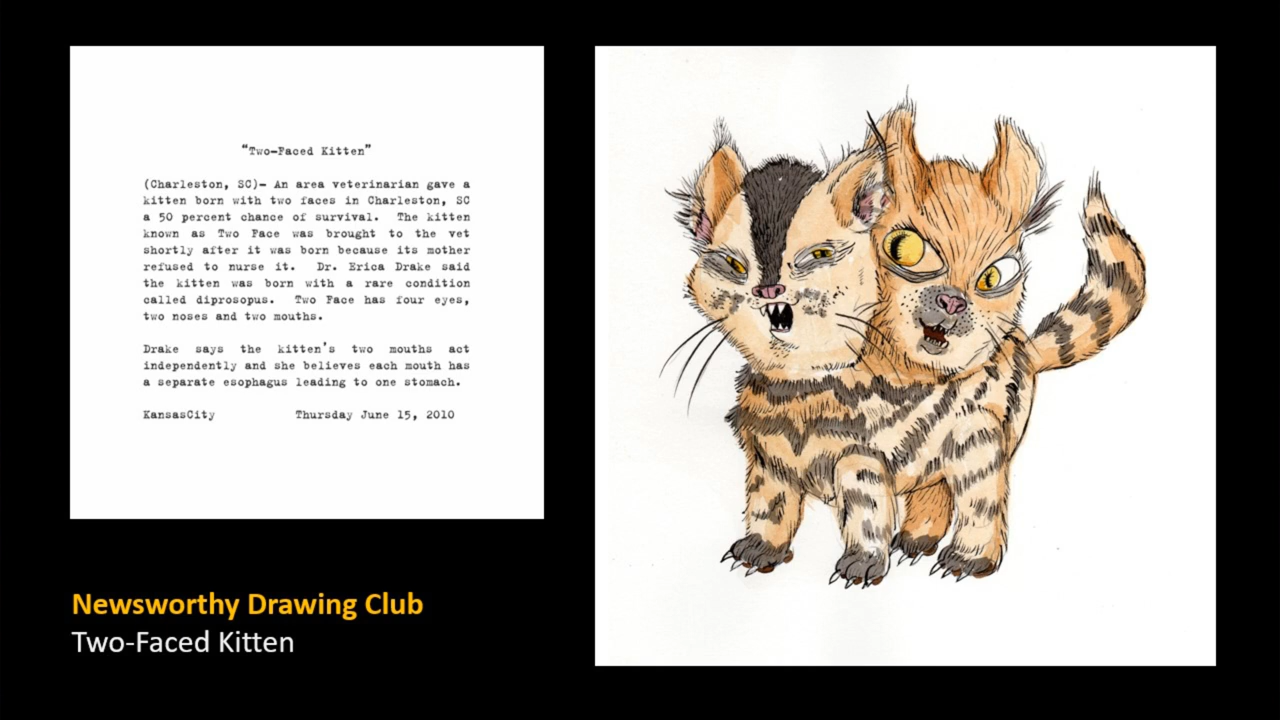 “Two-Faced Kitten”
(Charleston, SC)- An area veterinarian gave a
kitten born with two faces in Charleston, SC
a 50 percent chance of survival. The kitten
known as Two Face was brought to the vet
shortly after it was born because its mother
refused to nurse it. Dr. Erica Drake said
the kitten was born with a rare condition
called diprosopus. Two Face has four eyes,
two noses and two mouths.
Drake says the kitten's two mouths act
independently and she believes each mouth has
a separate esophagus leading to one stomach.
KansasCity Thursday June 15, 2010
Newsworthy Drawing Club
Two-Faced Kitten